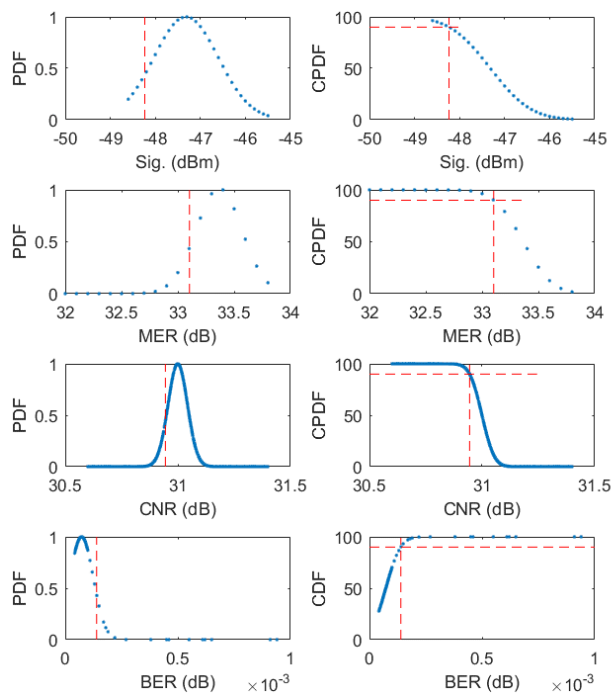 PDF
1
0.5
0
-50 -49 -48 -47 -46 -45
Sig. (dBm)
CPDF
100
50
0
-50 -49 -48 -47 -46 -45
Sig. (dBm)
PDF
1
0.5
0
32 32.5 33 33.5 34
MER (dB)
CPDF
100
50
0
32 33 34
MER (dB)
PDF
1
0.5
0
30.5 31 31.5
CNR (dB)
CPDF
100
50
0
30.5 31 31.5
CNR (dB)
PDF
1
0.5
0
0 0.5 1
BER (dB) ×10⁻³
CDF
100
50
0
0 0.5 1
BER (dB) ×10⁻³